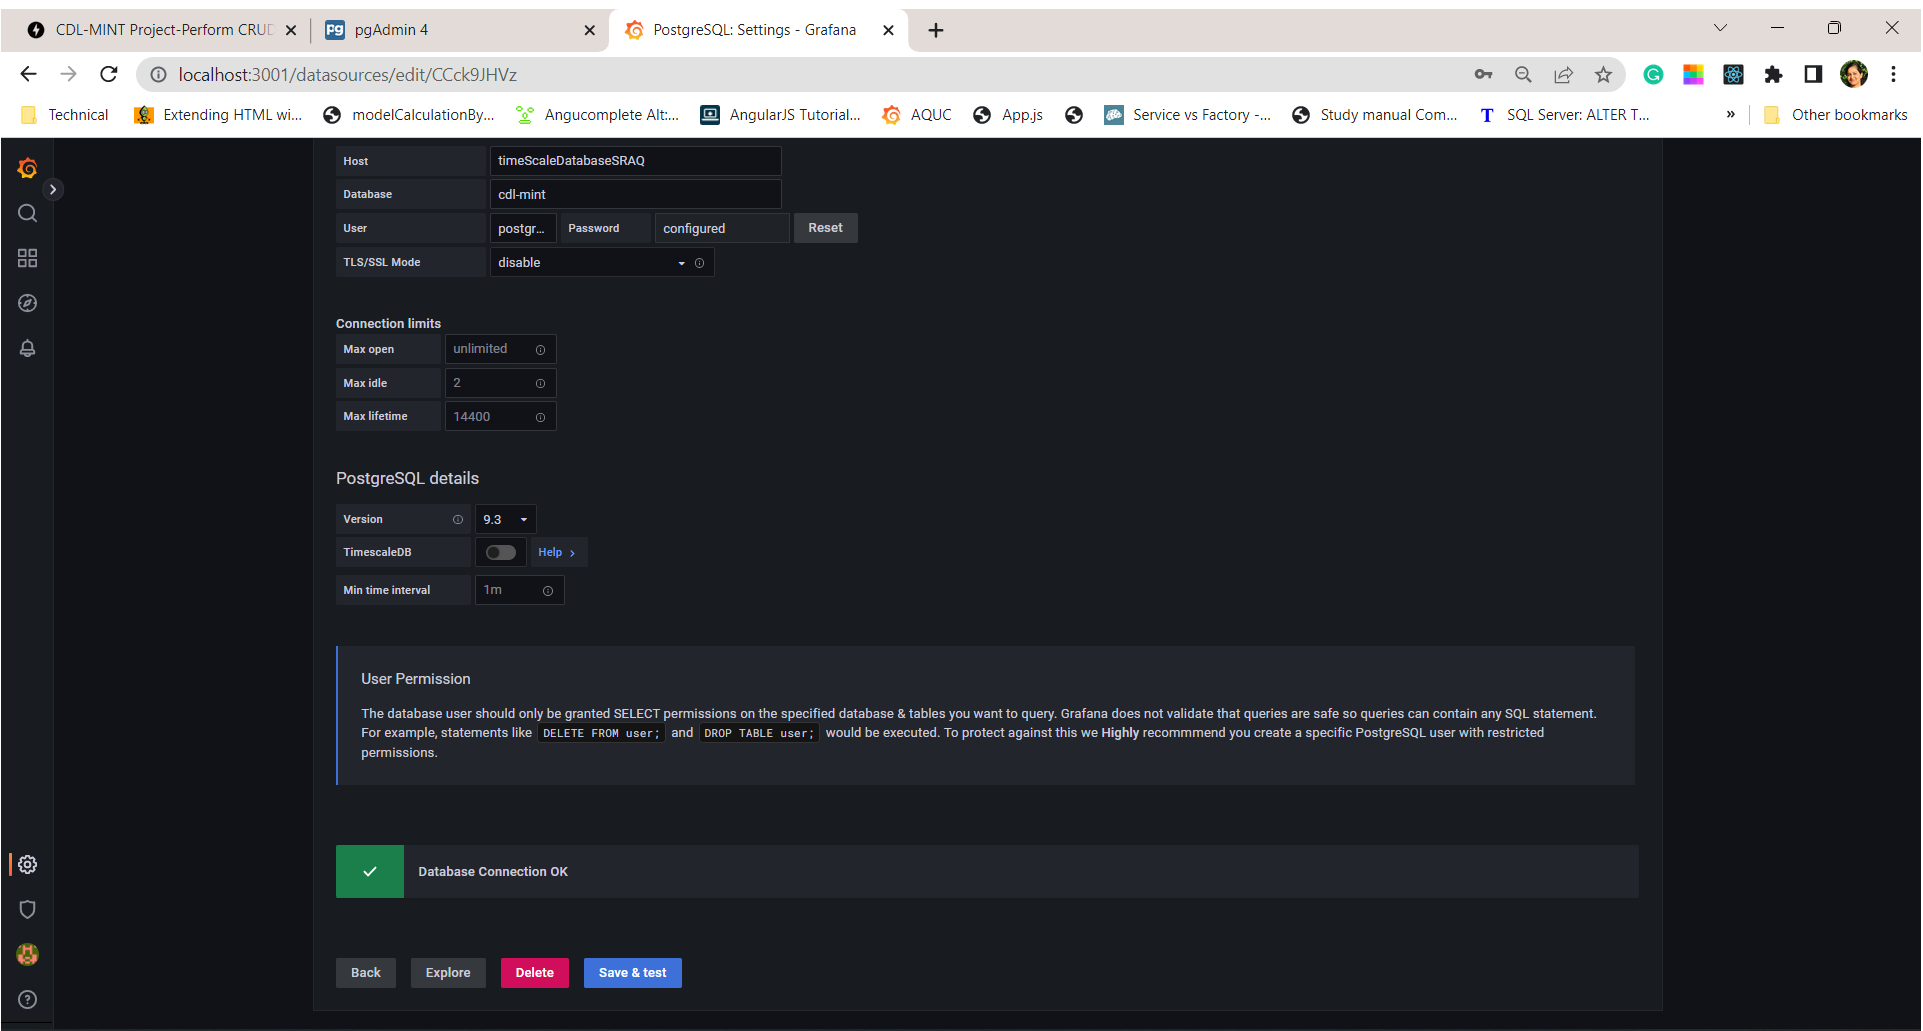 CDL-MINT Project-Perform CRUD
pgAdmin 4
PostgreSQL: Settings - Grafana
localhost:3001/datasources/edit/CCck9JHVz
Technical
Extending HTML wi...
modelCalculationBy...
Angucomplete Alt:...
AngularJS Tutorial...
AQUC
App.js
Service vs Factory -...
Study manual Com...
T
SQL Server: ALTER T...
»
Other bookmarks
Host timeScaleDatabaseSRAQ
Database cdl-mint
User postgr... Password configured Reset
TLS/SSL Mode disable
Connection limits
Max open unlimited
Max idle 2
Max lifetime 14400
PostgreSQL details
Version 9.3
TimescaleDB Help >
Min time interval 1m
User Permission
The database user should only be granted SELECT permissions on the specified database & tables you want to query. Grafana does not validate that queries are safe so queries can contain any SQL statement.
For example, statements like DELETE FROM user; and DROP TABLE user; would be executed. To protect against this we Highly recommmend you create a specific PostgreSQL user with restricted
permissions.
Database Connection OK
Back Explore Delete Save & test